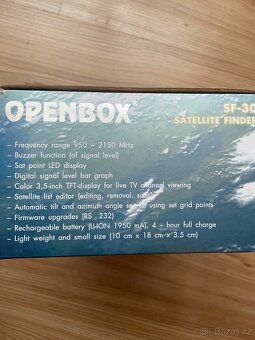 OPENBOX®
SF-30
SATELLITE FINDER
– Frequency range 950 – 2150 MHz
– Buzzer function (of signal level)
– Sat point LED display
– Digital signal level bar graph
– Color 3,5-inch TFT-display for live TV channel viewing
– Satellite list editor (editing, removal,
– Automatic tilt and azimuth angle search using set grid points
– Firmware upgrades (RS 232)
– Rechargeable battery (LI-ION 1950 mA), 4 – hour full charge
– Light weight and small size (10 cm x 18 cm x 3.5 cm)
Bazoš.cz